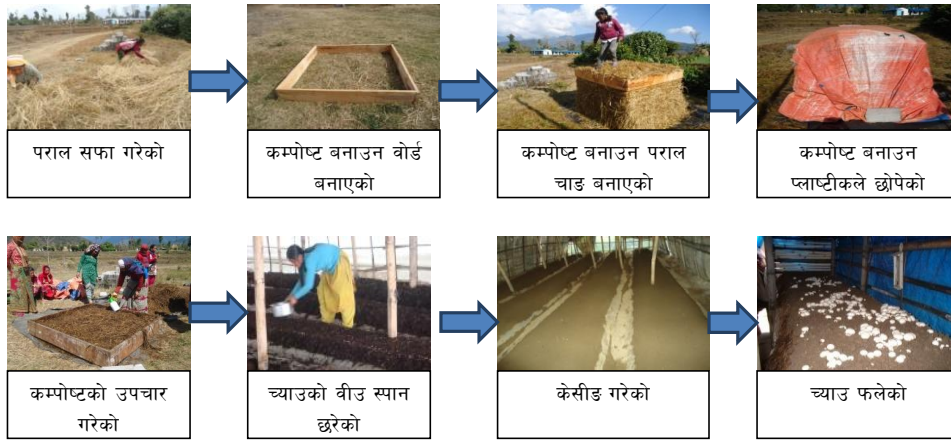 पराल सफा गरेको
कम्पोष्ट बनाउन वोर्ड
बनाएको
कम्पोष्ट बनाउन पराल
चाङ बनाएको
कम्पोष्ट बनाउन
प्लाष्टीकले छोपेको
कम्पोष्टको उपचार
गरेको
च्याउको वीउ स्पान
छरेको
केसीङ गरेको
च्याउ फलेको